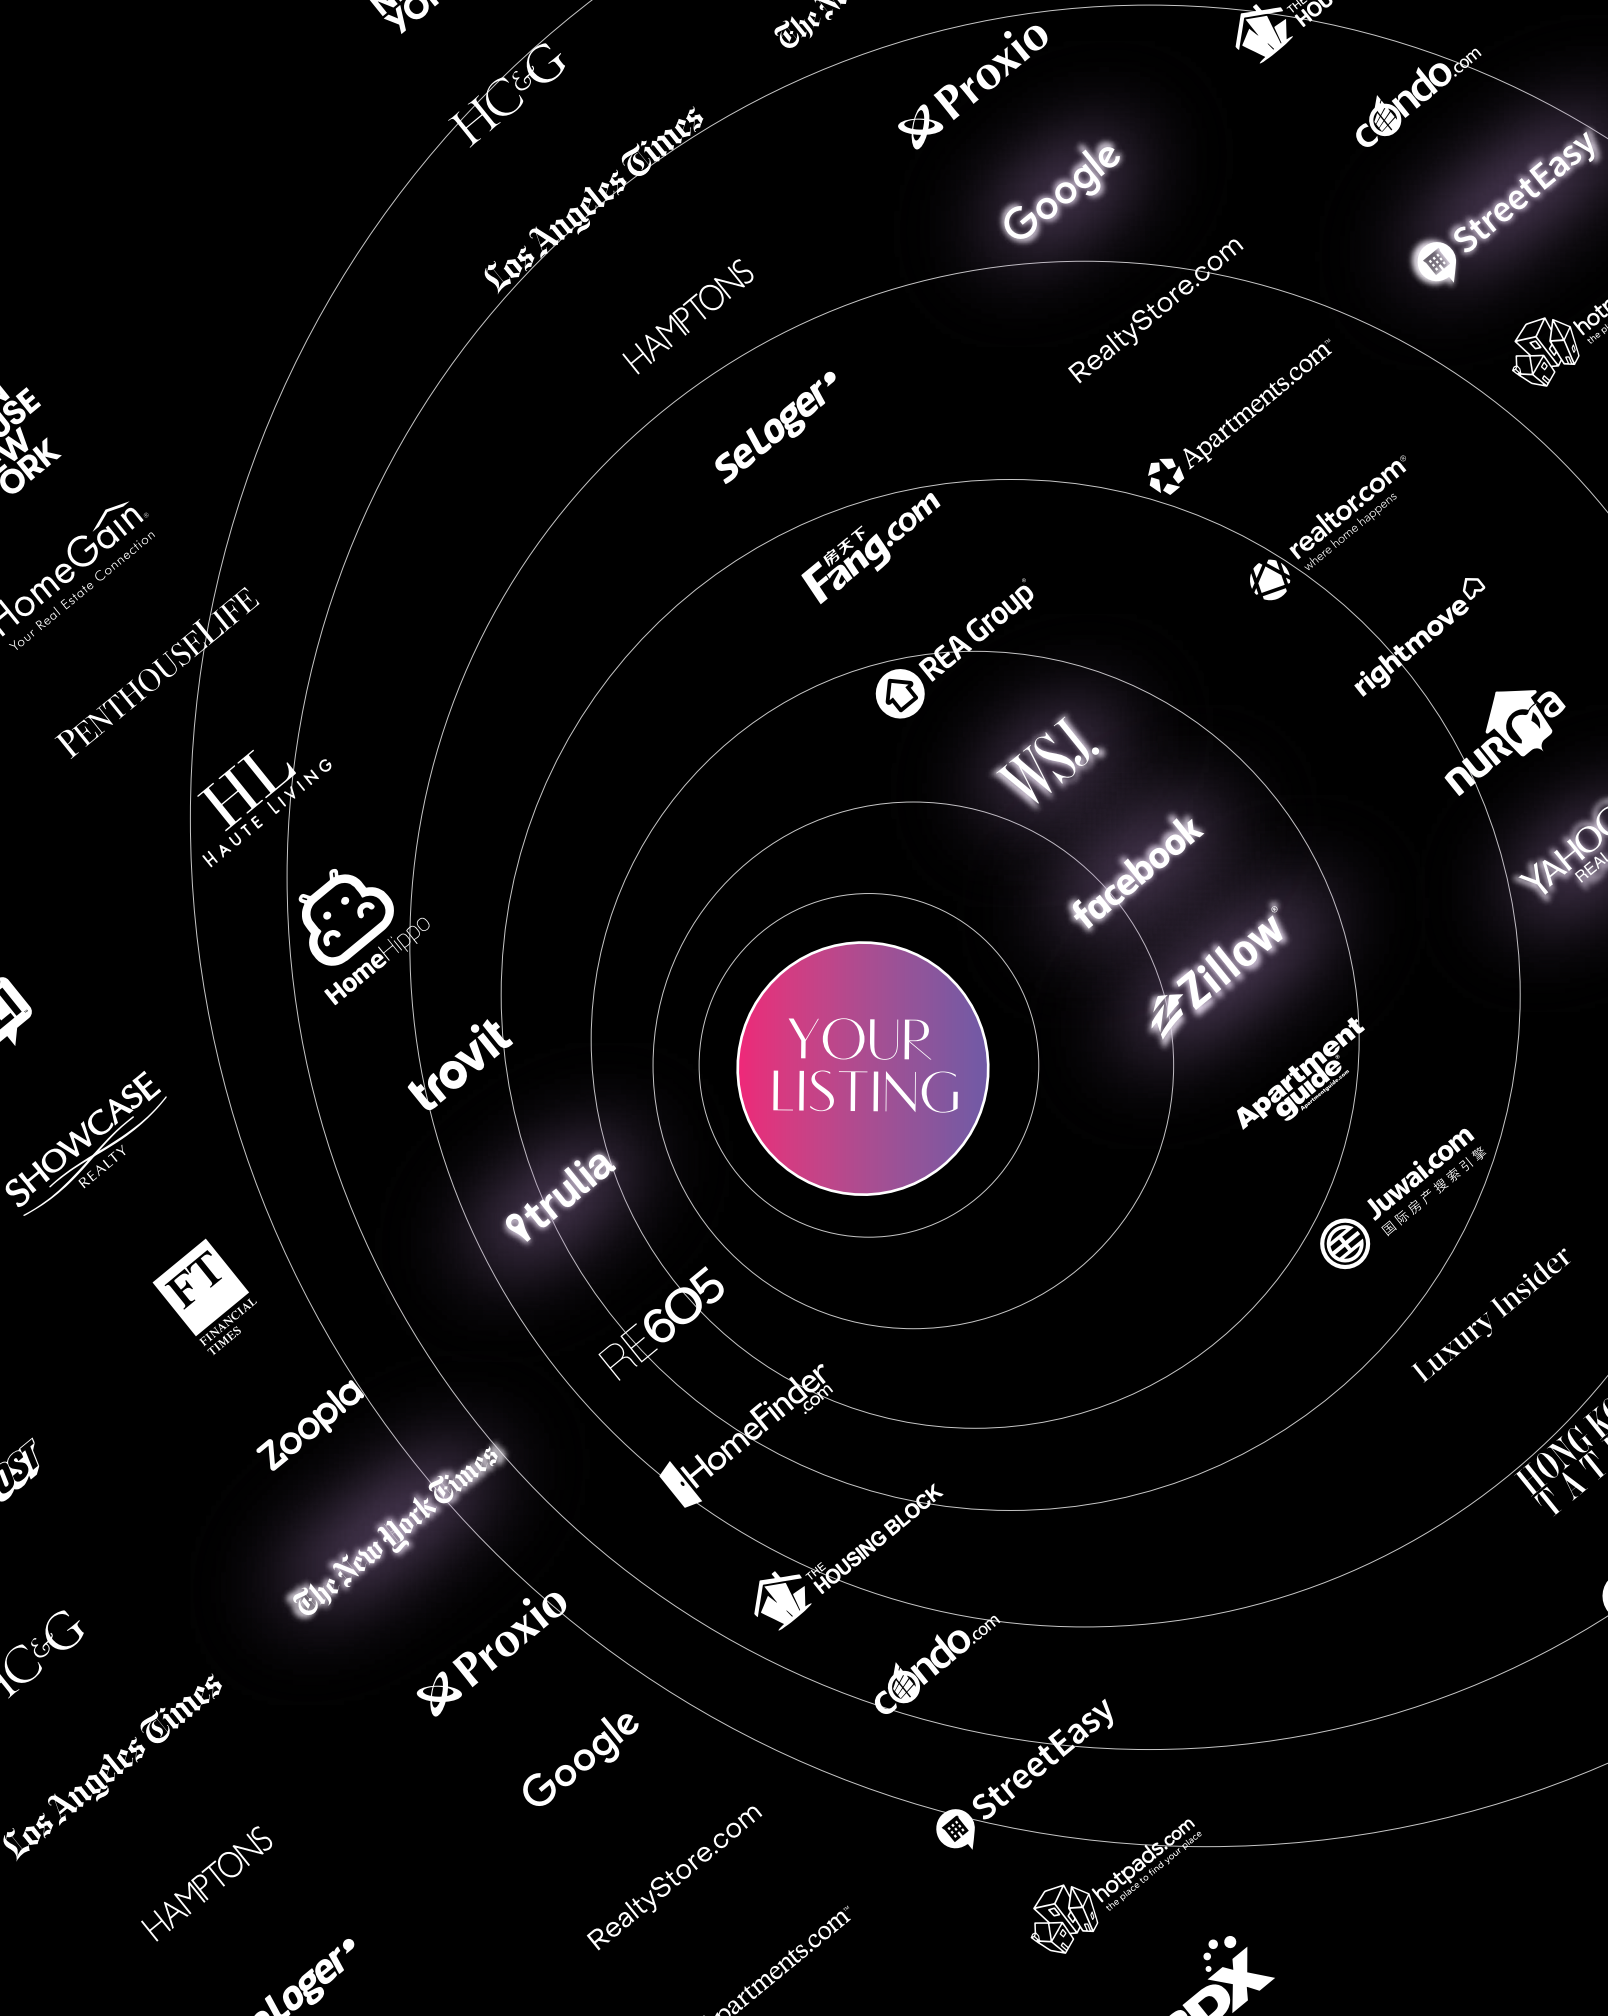 HC&G
Los Angeles Times
HAMPTONS
Proxio
Google
cOndo.com
StreetEasy
RealtyStore.com
Apartments.com™
SeLoger
房天下
Fang.com
realtor.com®
where home happens
REA Group
rightmove
HomeGain®
Your Real Estate Connection
PENTHOUSELIFE
HL
HAUTE LIVING
HomeHippo
WSJ.
facebook
Zillow®
YOUR
LISTING
trovit
trulia
Apartment
guide
Apartmentguide.com
Juwai.com
国际房产搜索引擎
Luxury Insider
SHOWCASE
REALTY
FT
FINANCIAL
TIMES
RE605
HomeFinder
.com
Zoopla
The New York Times
THE
HOUSING BLOCK
Proxio
cOndo.com
Los Angeles Times
Google
StreetEasy
HAMPTONS
RealtyStore.com
hotpads.com
the place to find your place